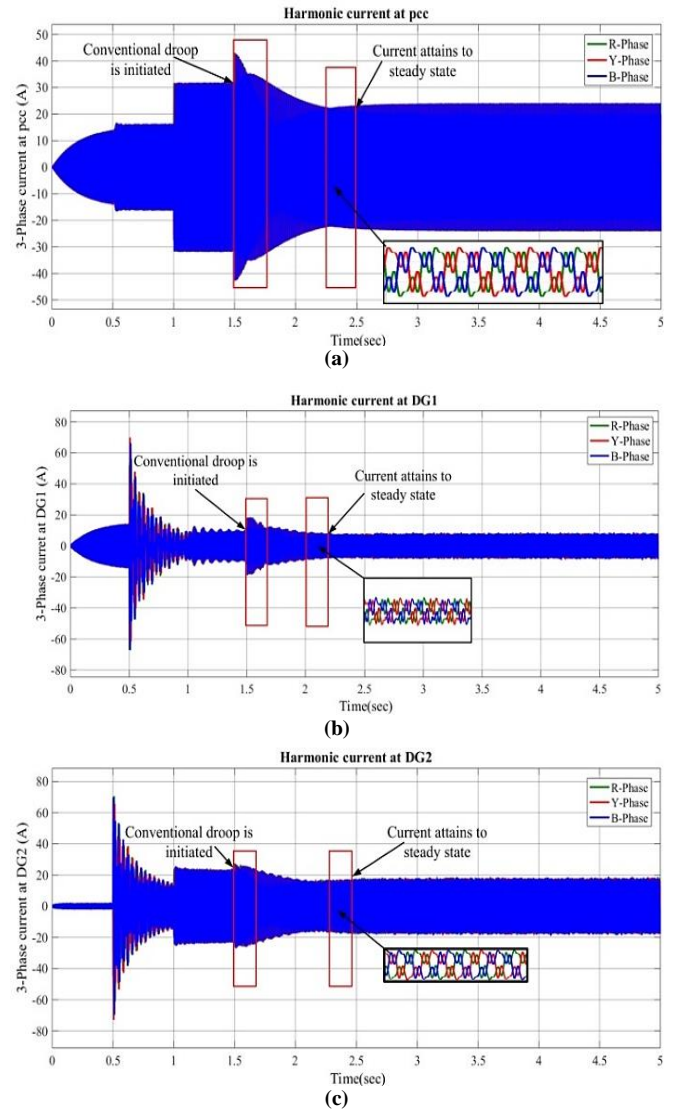 Harmonic current at pcc
50
40
30
20
10
0
-10
-20
-30
-40
-50
3-Phase current at pcc (A)
Conventional droop
is initiated
Current attains to
steady state
R-Phase
Y-Phase
B-Phase
0 0.5 1 1.5 2 2.5 3 3.5 4 4.5 5
Time(sec)
(a)
Harmonic current at DG1
80
60
40
20
0
-20
-40
-60
-80
3-Phase curret at DG1 (A)
Conventional droop is
initiated
Current attains to
steady state
R-Phase
Y-Phase
B-Phase
0 0.5 1 1.5 2 2.5 3 3.5 4 4.5 5
Time(sec)
(b)
Harmonic current at DG2
80
60
40
20
0
-20
-40
-60
-80
3-Phase current at DG2 (A)
Conventional droop is
initiated
Current attains to
steady state
R-Phase
Y-Phase
B-Phase
0 0.5 1 1.5 2 2.5 3 3.5 4 4.5 5
Time(sec)
(c)